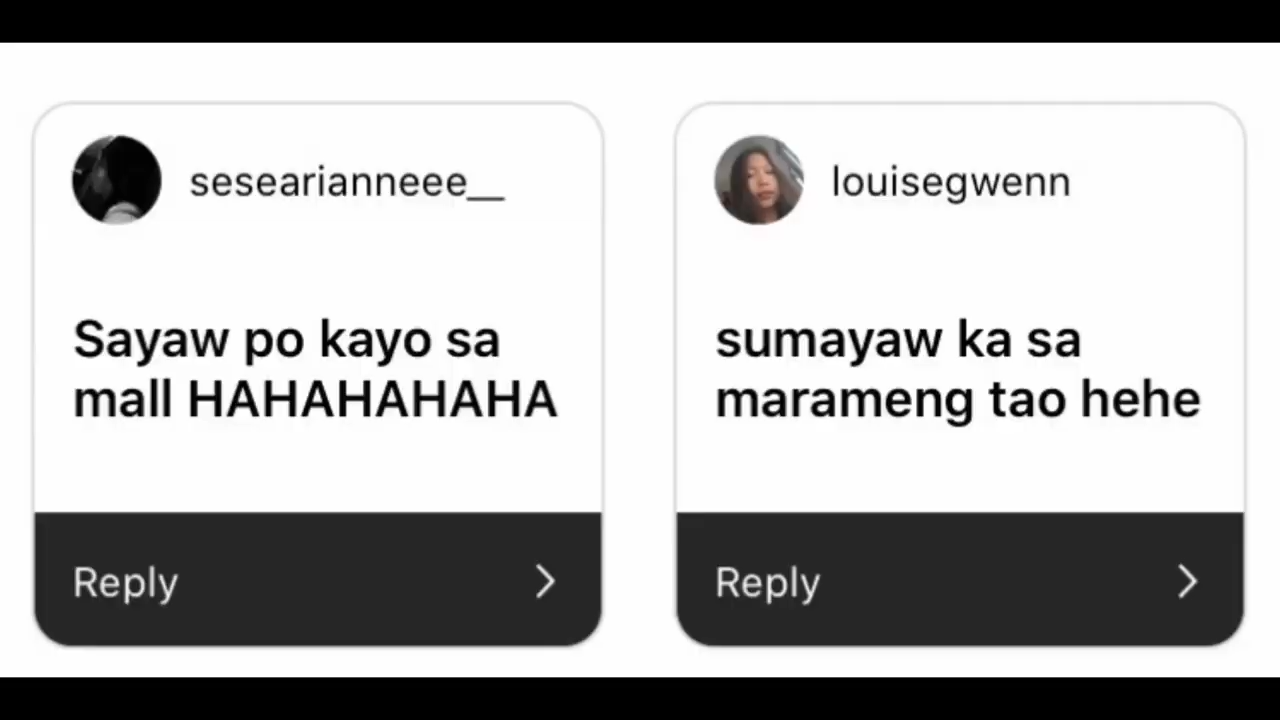 sesearianneee__
Sayaw po kayo sa
mall HAHAHAHAHA
Reply
louisegwenn
sumayaw ka sa
marameng tao hehe
Reply